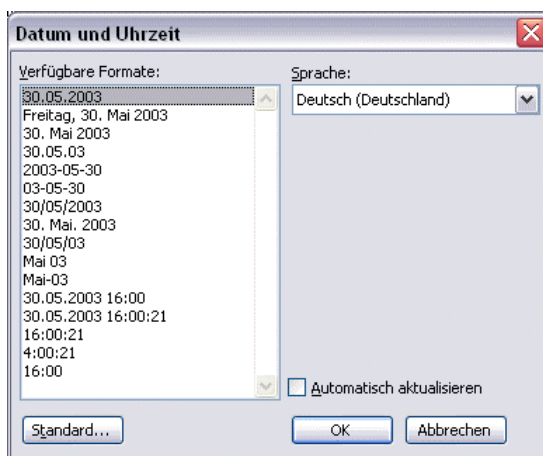 Datum und Uhrzeit
Verfügbare Formate:
30.05.2003
Freitag, 30. Mai 2003
30. Mai 2003
30.05.03
2003-05-30
03-05-30
30/05/2003
30. Mai. 2003
30/05/03
Mai 03
Mai-03
30.05.2003 16:00
30.05.2003 16:00:21
16:00:21
4:00:21
16:00
Sprache:
Deutsch (Deutschland)
Automatisch aktualisieren
Standard...
OK
Abbrechen